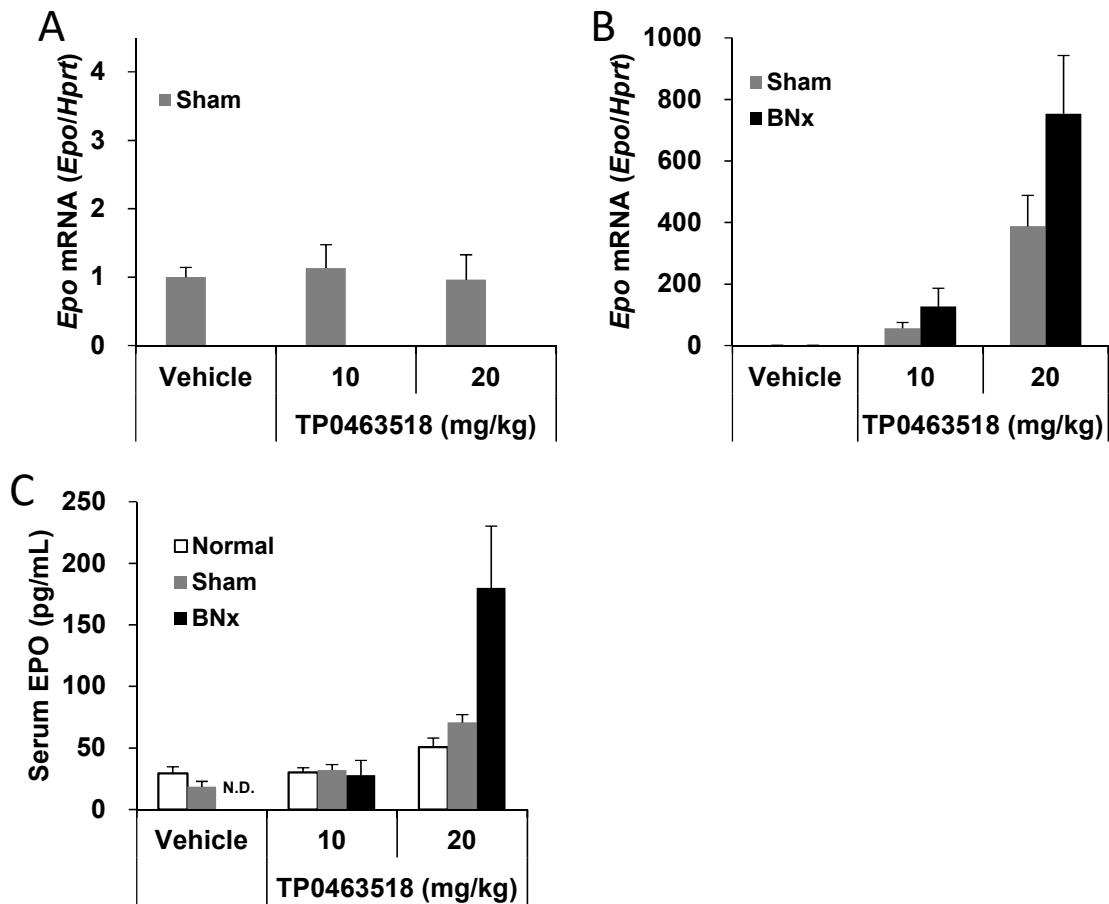 A
Epo mRNA (Epo/Hprt)
4
3
2
1
0
Sham
Vehicle
10
20
TP0463518 (mg/kg)
B
Epo mRNA (Epo/Hprt)
1000
800
600
400
200
0
Sham
BNx
Vehicle
10
20
TP0463518 (mg/kg)
C
Serum EPO (pg/mL)
250
200
150
100
50
0
Normal
Sham
BNx
N.D.
Vehicle
10
20
TP0463518 (mg/kg)